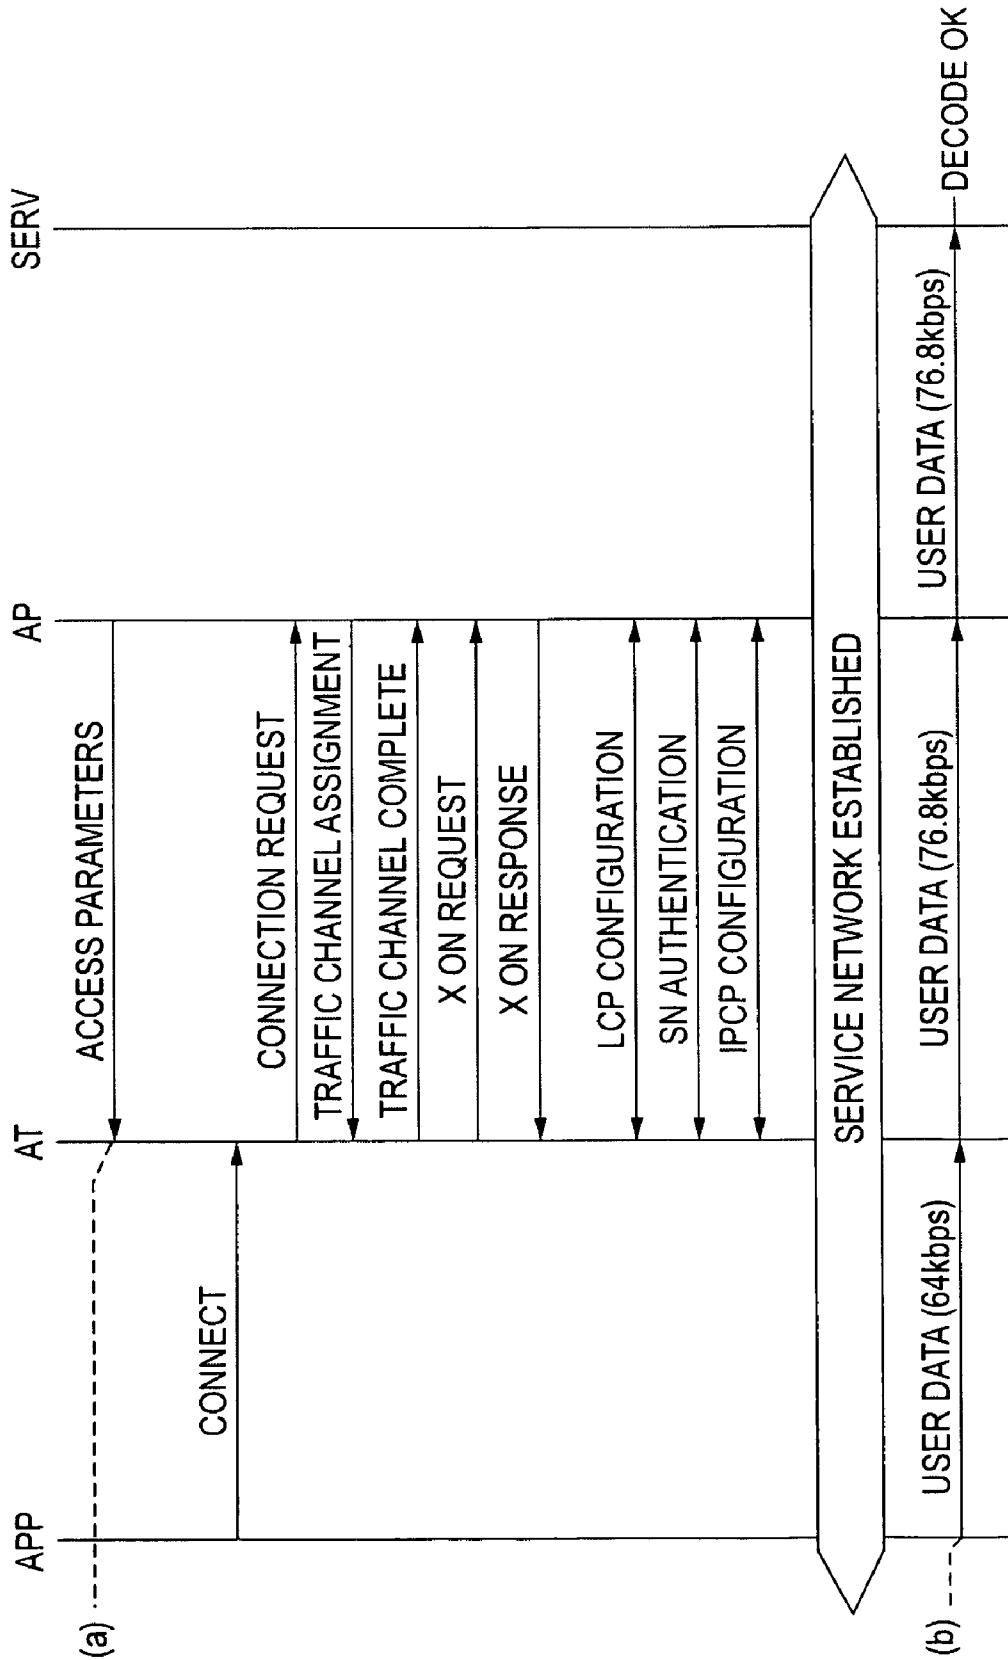 APP
AT
AP
SERV
(a)
ACCESS PARAMETERS
CONNECT
CONNECTION REQUEST
TRAFFIC CHANNEL ASSIGNMENT
TRAFFIC CHANNEL COMPLETE
X ON REQUEST
X ON RESPONSE
LCP CONFIGURATION
SN AUTHENTICATION
IPCP CONFIGURATION
SERVICE NETWORK ESTABLISHED
(b)
USER DATA (64kbps)
USER DATA (76.8kbps)
USER DATA (76.8kbps)
DECODE OK